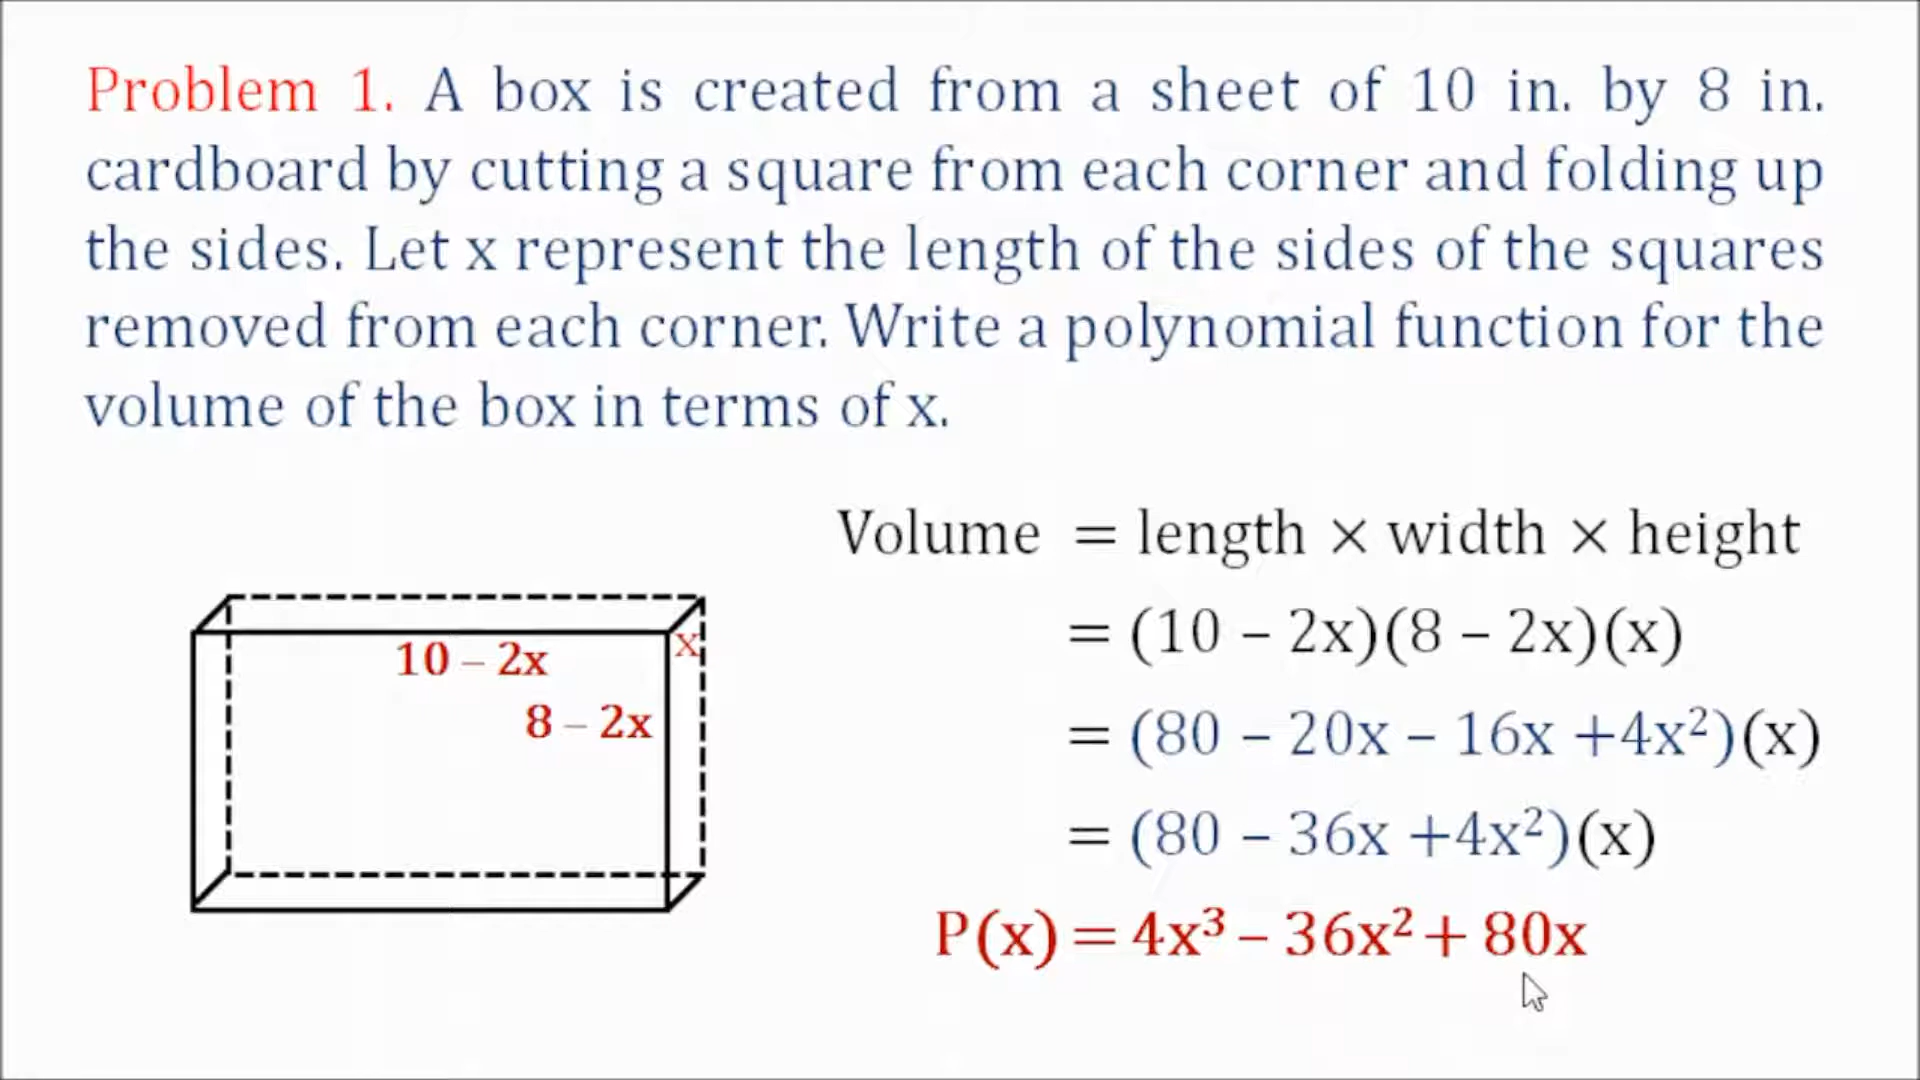 Problem 1. A box is created from a sheet of 10 in. by 8 in.
cardboard by cutting a square from each corner and folding up
the sides. Let x represent the length of the sides of the squares
removed from each corner. Write a polynomial function for the
volume of the box in terms of x.
Volume = length × width × height
= (10 – 2x)(8 – 2x)(x)
= (80 – 20x – 16x +4x²)(x)
= (80 – 36x +4x²)(x)
P(x) = 4x³ – 36x² + 80x
10 – 2x
x
8 – 2x